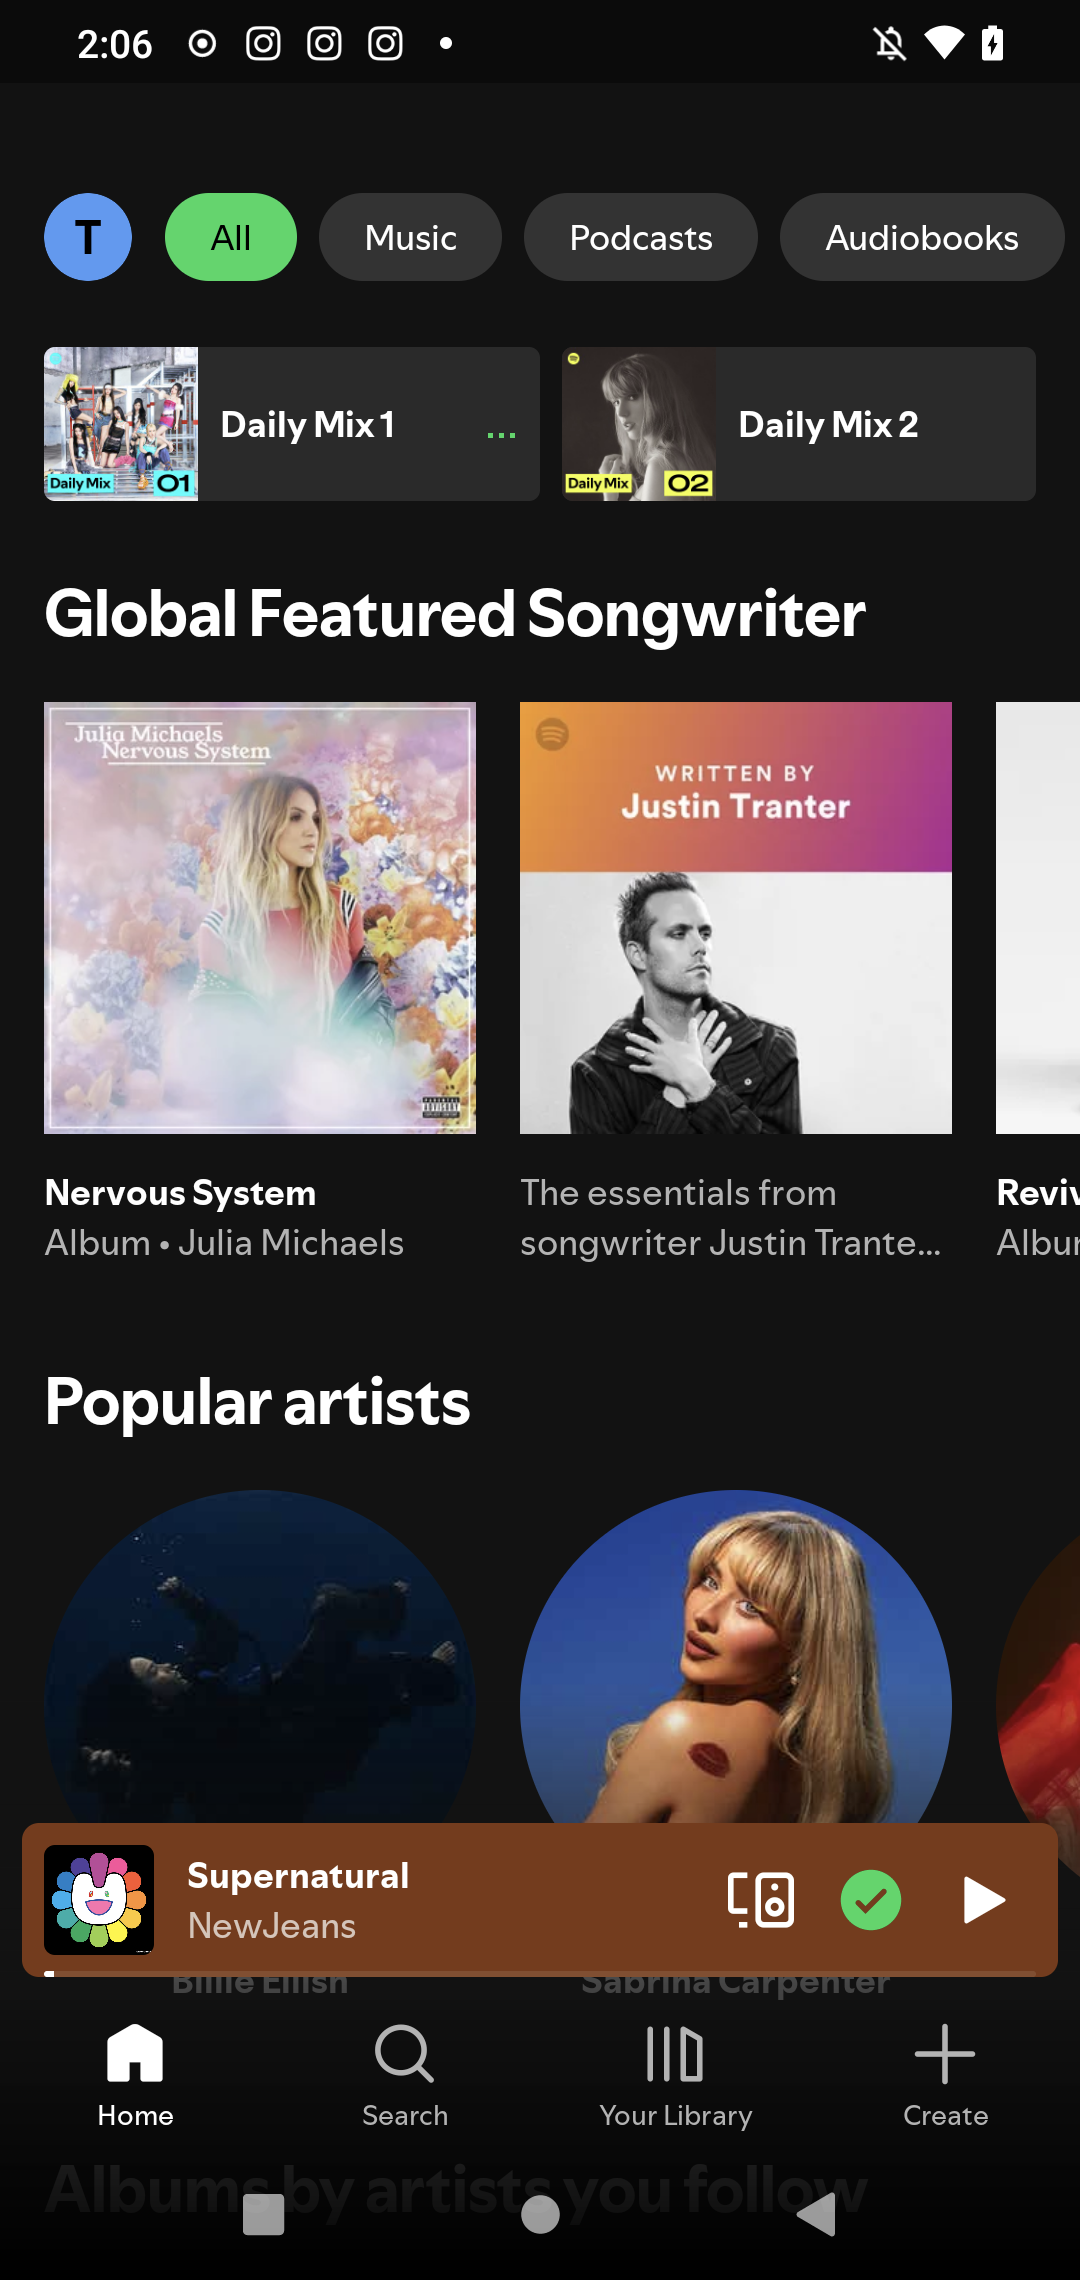 2:06
T
All
Music
Podcasts
Audiobooks
Daily Mix
01
Daily Mix 1
Daily Mix
02
Daily Mix 2
Global Featured Songwriter
Julia Michaels
Nervous System
PARENTAL
ADVISORY
WRITTEN BY
Justin Tranter
Nervous System
Album • Julia Michaels
The essentials from
songwriter Justin Trante...
Reviv
Album
Popular artists
Supernatural
NewJeans
Billie Eilish
Sabrina Carpenter
Home
Search
Your Library
Create
Albums by artists you follow